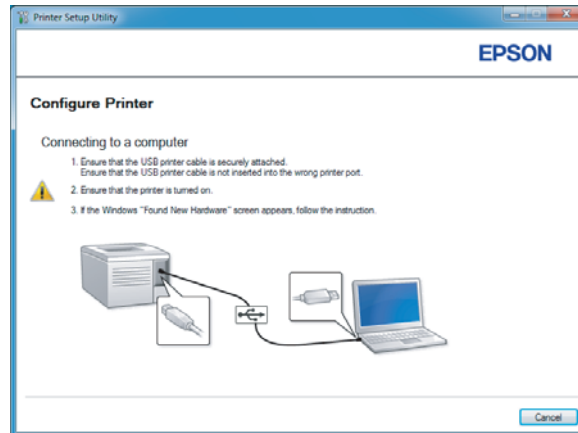 Printer Setup Utility
EPSON
Configure Printer
Connecting to a computer
1. Ensure that the USB printer cable is securely attached.
Ensure that the USB printer cable is not inserted into the wrong printer port.
2. Ensure that the printer is turned on.
3. If the Windows "Found New Hardware" screen appears, follow the instruction.
Cancel